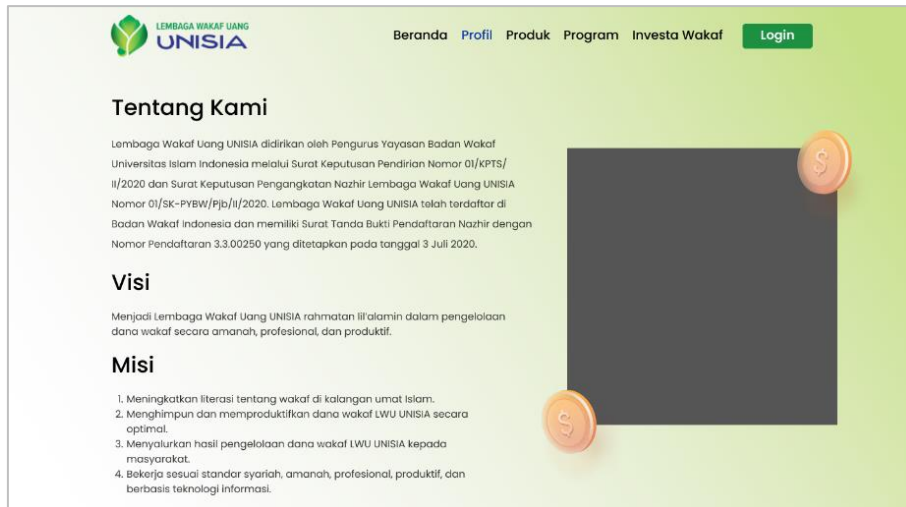 LEMBAGA WAKAF UANG
UNISIA
Beranda Profil Produk Program Investa Wakaf Login
Tentang Kami
Lembaga Wakaf Uang UNISIA didirikan oleh Pengurus Yayasan Badan Wakaf
Universitas Islam Indonesia melalui Surat Keputusan Pendirian Nomor 01/KPTS/
II/2020 dan Surat Keputusan Pengangkatan Nazhir Lembaga Wakaf Uang UNISIA
Nomor 01/SK-PYBW/Pjb/II/2020. Lembaga Wakaf Uang UNISIA telah terdaftar di
Badan Wakaf Indonesia dan memiliki Surat Tanda Bukti Pendaftaran Nazhir dengan
Nomor Pendaftaran 3.3.00250 yang ditetapkan pada tanggal 3 Juli 2020.
Visi
Menjadi Lembaga Wakaf Uang UNISIA rahmatan lil'alamin dalam pengelolaan
dana wakaf secara amanah, profesional, dan produktif.
Misi
1. Meningkatkan literasi tentang wakaf di kalangan umat Islam.
2. Menghimpun dan memproduktifkan dana wakaf LWU UNISIA secara
optimal.
3. Menyalurkan hasil pengelolaan dana wakaf LWU UNISIA kepada
masyarakat.
4. Bekerja sesuai standar syariah, amanah, profesional, produktif, dan
berbasis teknologi informasi.
$
$